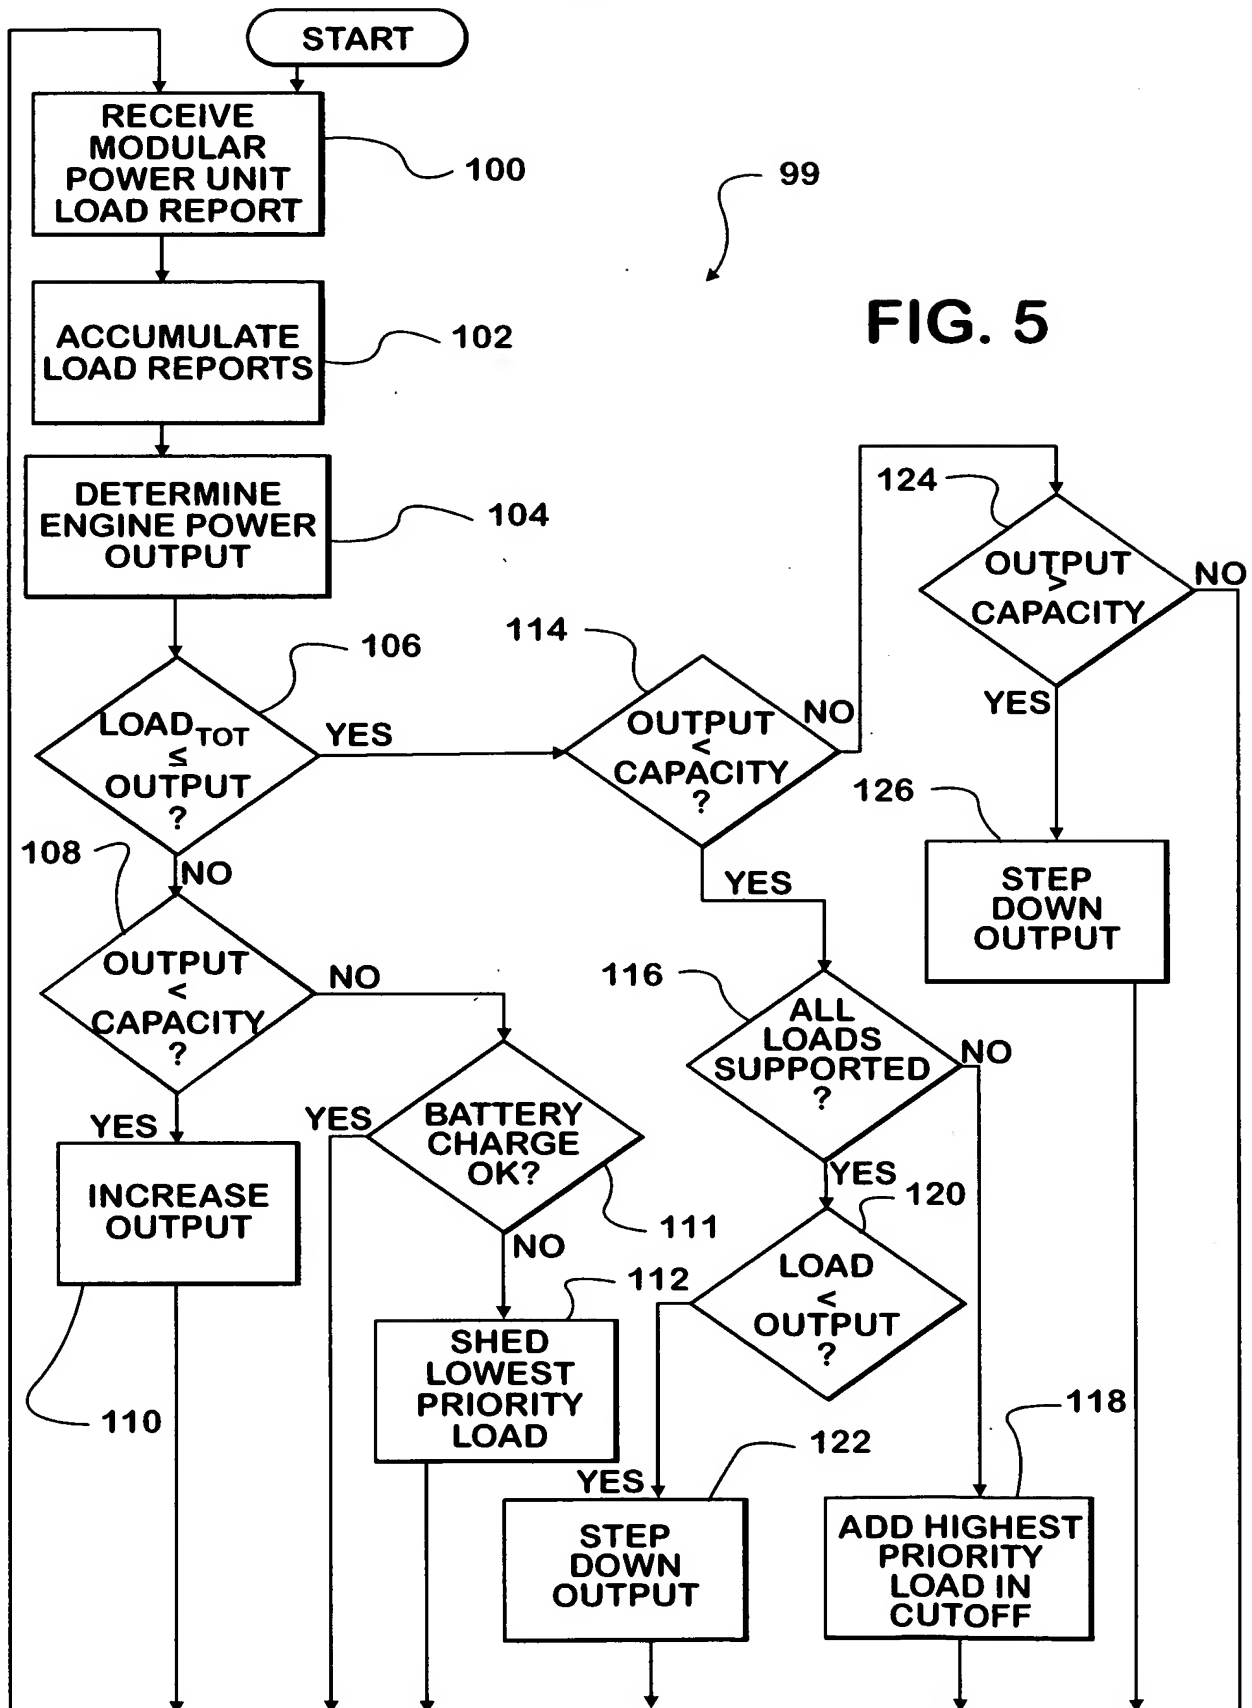 START
RECEIVE
MODULAR
POWER UNIT
LOAD REPORT
100
99
ACCUMULATE
LOAD REPORTS
102
FIG. 5
DETERMINE
ENGINE POWER
OUTPUT
104
124
OUTPUT
>
CAPACITY
NO
YES
106
LOAD TOT
≤
OUTPUT
?
YES
NO
114
OUTPUT
<
CAPACITY
?
NO
YES
126
STEP
DOWN
OUTPUT
108
OUTPUT
<
CAPACITY
?
NO
YES
116
ALL
LOADS
SUPPORTED
?
NO
YES
BATTERY
CHARGE
OK?
YES
111
NO
INCREASE
OUTPUT
110
120
LOAD
<
OUTPUT
?
YES
112
SHED
LOWEST
PRIORITY
LOAD
122
STEP
DOWN
OUTPUT
118
ADD HIGHEST
PRIORITY
LOAD IN
CUTOFF